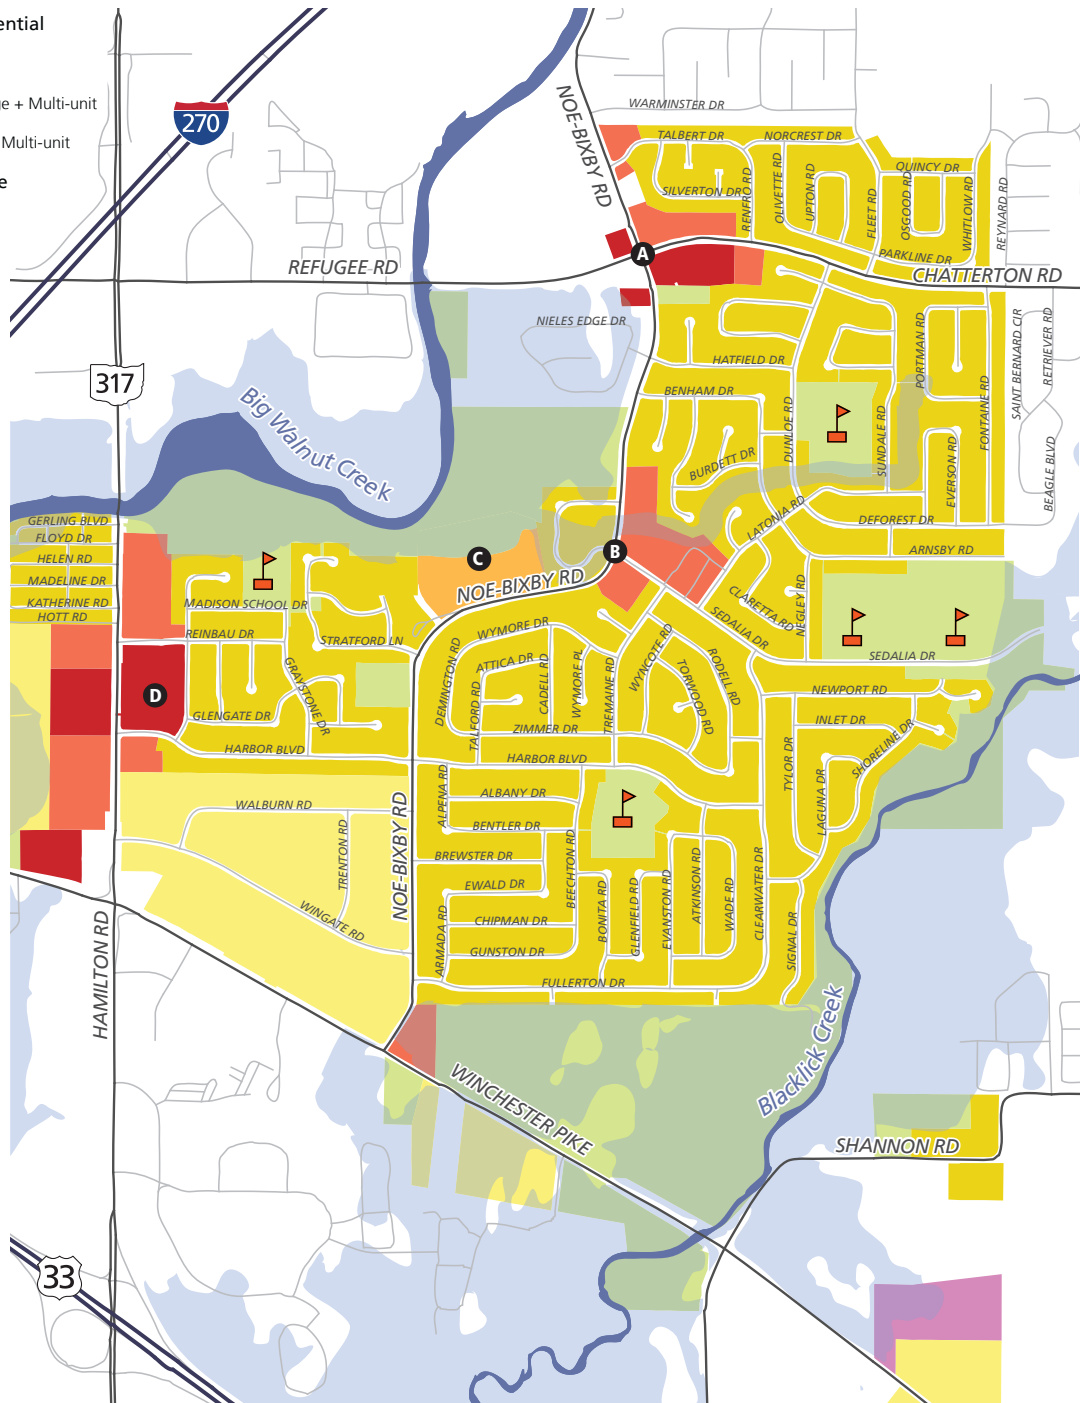 ential
e + Multi-unit
Multi-unit
e
270
317
33
NOE-BIXBY RD
WARMINSTER DR
TALBERT DR
NORCREST DR
SILVERTON DR
RENFRO RD
OLIVETTE RD
UPTON RD
FLEET RD
QUINCY DR
OSGOOD RD
WHITLOW RD
REYNARD RD
PARKLINE DR
CHATTERTON RD
REFUGEE RD
A
NIELES EDGE DR
HATFIELD DR
BENHAM DR
BURDETT DR
DUNLOE RD
SUNDALE RD
PORTMAN RD
FONTAINE RD
EVERSON RD
SAINT BERNARD CIR
RETRIEVER RD
BEAGLE BLVD
LATONIA RD
DEFOREST DR
ARNSBY RD
Big Walnut Creek
GERLING BLVD
FLOYD DR
HELEN RD
MADELINE DR
KATHERINE RD
HOTT RD
C
B
NOE-BIXBY RD
MADISON SCHOOL DR
REINBAU DR
STRATFORD LN
GRAYSTONE DR
GLENGATE DR
HARBOR BLVD
D
CLARETTA RD
NEGLEY RD
SEDALIA DR
SEDALIA DR
WYMORE DR
ATTICA DR
DEMINGTON RD
TALFORD RD
CADELL RD
WYMORE PL
TREMAINE RD
WYNCOTE RD
TORWOOD RD
RODELL RD
ZIMMER DR
HARBOR BLVD
NEWPORT RD
INLET DR
SHORELINE DR
TYLOR DR
LAGUNA DR
ALPENA RD
ALBANY DR
BENTLER DR
BREWSTER DR
EWALD DR
CHIPMAN DR
GUNSTON DR
ARMADA RD
BEECHTON RD
BONITA RD
GLENFIELD RD
EVANSTON RD
ATKINSON RD
WADE RD
CLEARWATER DR
SIGNAL DR
FULLERTON DR
WALBURN RD
TRENTON RD
WINGATE RD
NOE-BIXBY RD
HAMILTON RD
WINCHESTER PIKE
Blacklick Creek
SHANNON RD